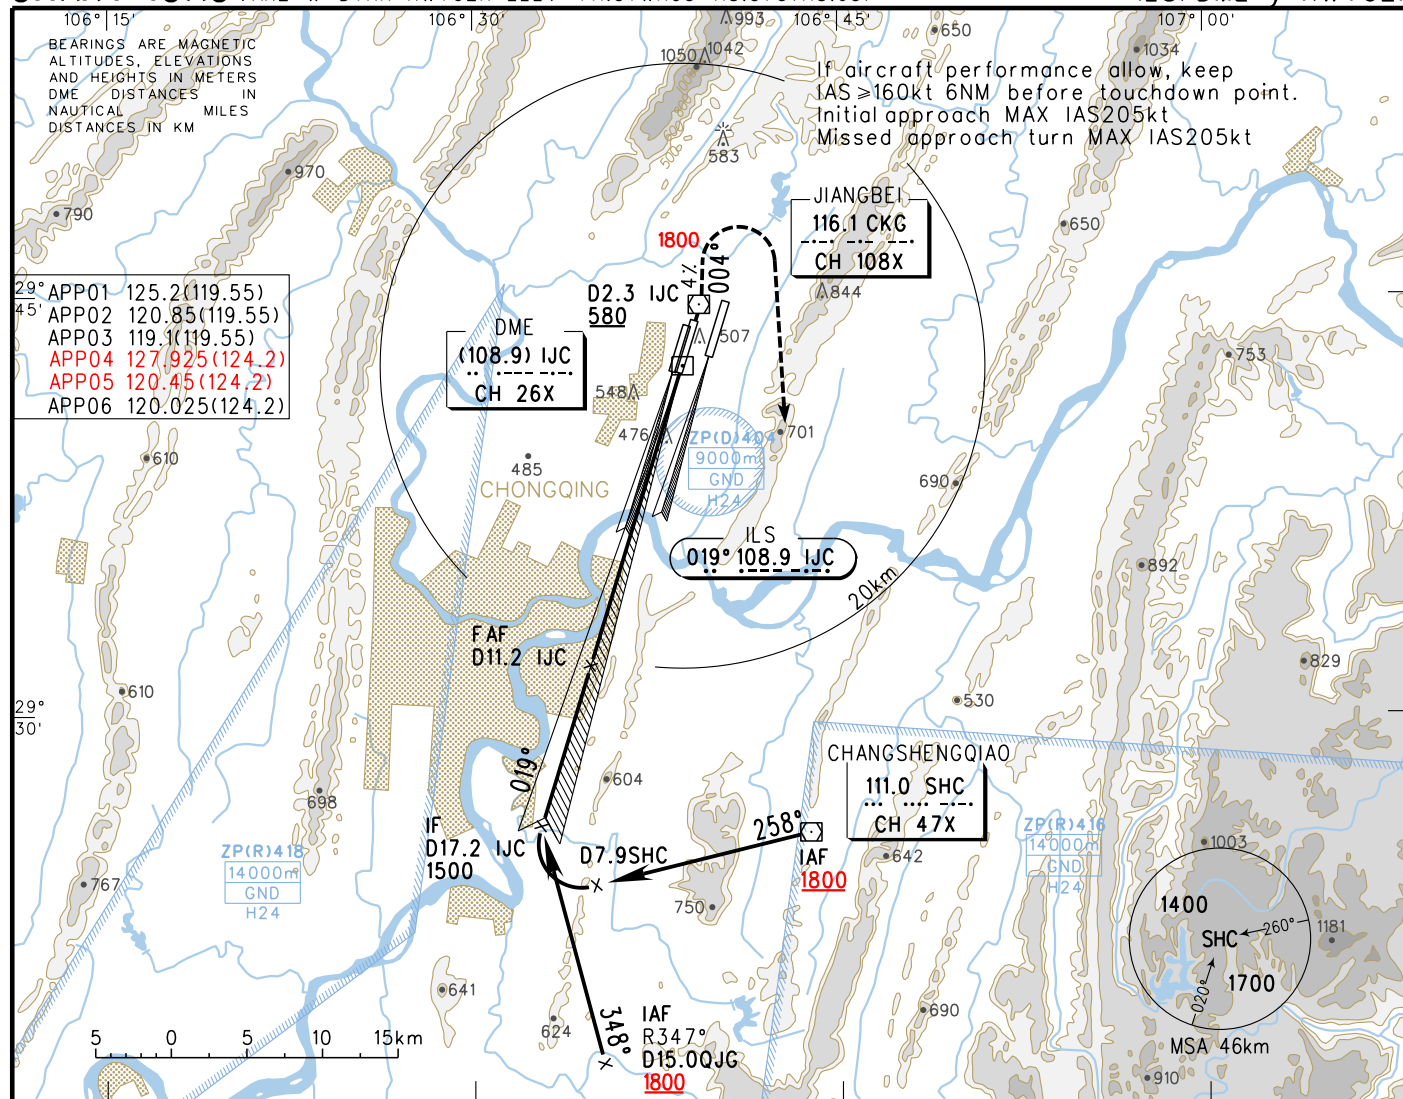 106°15'
106°30'
106°45'
107°00'
BEARINGS ARE MAGNETIC
ALTITUDES, ELEVATIONS
AND HEIGHTS IN METERS
DME DISTANCES IN
NAUTICAL MILES
DISTANCES IN KM
If aircraft performance allow, keep
IAS≥160kt 6NM before touchdown point.
Initial approach MAX IAS205kt
Missed approach turn MAX IAS205kt
993
1042
1050
650
1034
583
970
790
650
JIANGBEI
116.1 CKG
CH 108X
1800
004°
4%
D2.3 IJC
580
844
29°
45'
APP01 125.2(119.55)
APP02 120.85(119.55)
APP03 119.1(119.55)
APP04 127.925(124.2)
APP05 120.45(124.2)
APP06 120.025(124.2)
DME
(108.9) IJC
CH 26X
507
753
548
476
701
ZP(D)404
9000m
GND
H24
610
485
CHONGQING
690
ILS
019° 108.9 IJC
892
20km
FAF
D11.2 IJC
829
610
530
29°
30'
019°
604
698
CHANGSHENGQIAO
111.0 SHC
CH 47X
258°
IF
D17.2 IJC
1500
D7.9SHC
IAF
1800
642
ZP(R)418
14000m
GND
H24
ZP(R)416
14000m
GND
H24
1003
767
750
1400
SHC
260°
1181
1700
020°
MSA 46km
641
624
690
910
348°
IAF
R347°
D15.0QJG
1800
5 0 5 10 15km